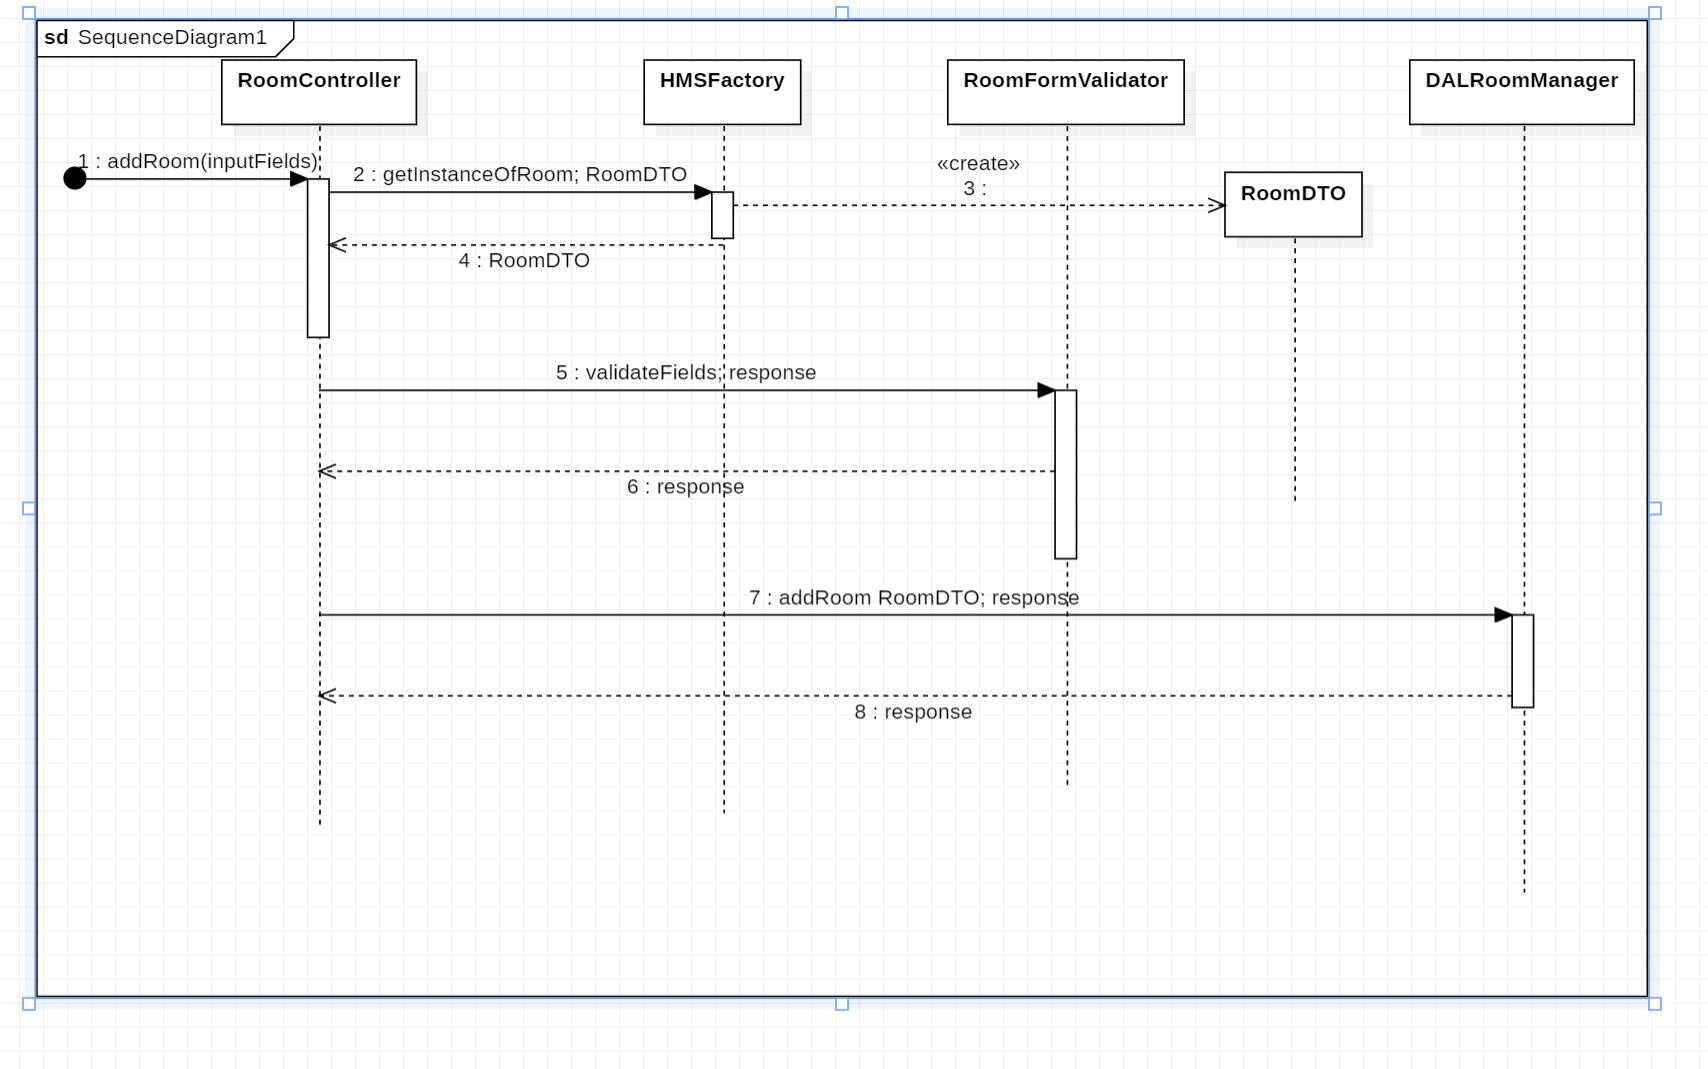 sd SequenceDiagram1
RoomController
HMSFactory
RoomFormValidator
DALRoomManager
1 : addRoom(inputFields)
2 : getInstanceOfRoom; RoomDTO
«create»
3 :
RoomDTO
4 : RoomDTO
5 : validateFields; response
6 : response
7 : addRoom RoomDTO; response
8 : response